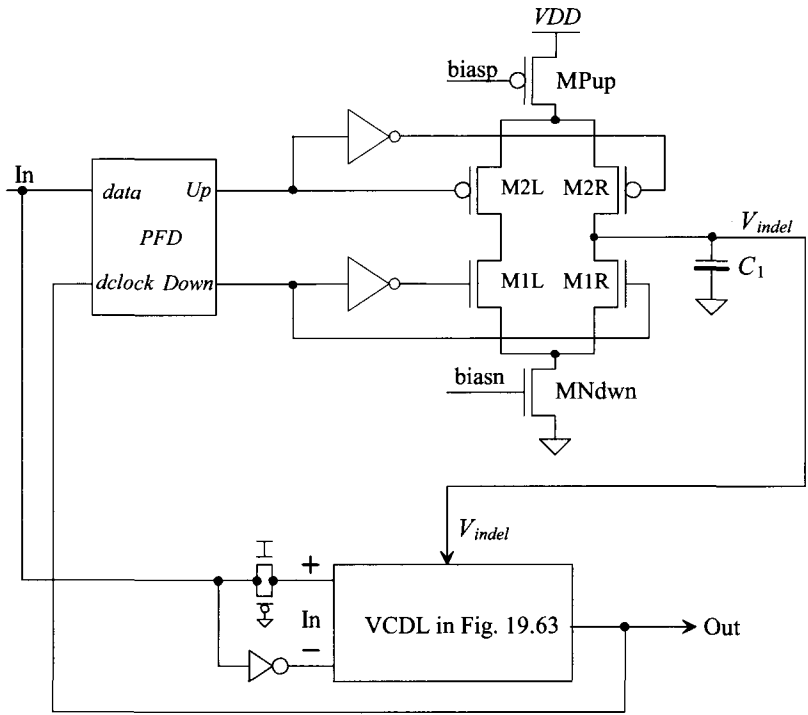 VDD
biasp
MPup
In
data
Up
M2L
M2R
V_indel
PFD
C_1
dclock
Down
M1L
M1R
biasn
MNdwn
V_indel
+
In
VCDL in Fig. 19.63
Out
−